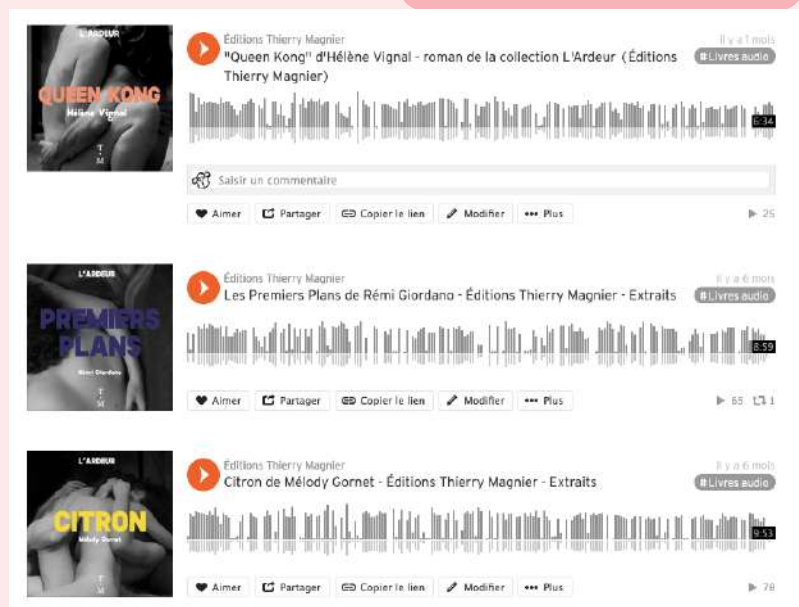 L'ARDEUR
QUEEN KONG
Hélène Vignal
T.
M
Éditions Thierry Magnier
il y a 1 mois
"Queen Kong" d'Hélène Vignal - roman de la collection L'Ardeur (Éditions
Thierry Magnier)
# Livres audio
6:34
Saisir un commentaire
Aimer Partager Copier le lien Modifier Plus
25
L'ARDEUR
PREMIERS
PLANS
Rémi Giordano
T.
M
Éditions Thierry Magnier
il y a 6 mois
Les Premiers Plans de Rémi Giordano - Éditions Thierry Magnier - Extraits
# Livres audio
8:59
Aimer Partager Copier le lien Modifier Plus
65 1
L'ARDEUR
CITRON
Mélody Gornet
T.
M
Éditions Thierry Magnier
il y a 6 mois
Citron de Mélody Gornet - Éditions Thierry Magnier - Extraits
# Livres audio
9:53
Aimer Partager Copier le lien Modifier Plus
78